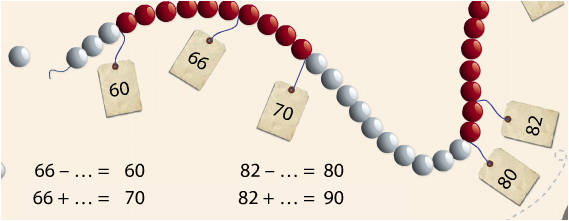 60
66
70
82
80
66 – ... = 60
66 + ... = 70
82 – ... = 80
82 + ... = 90